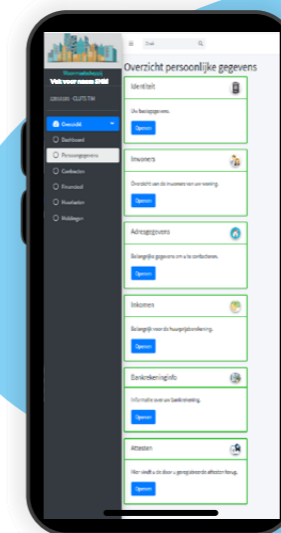 Zoek
Overzicht persoonlijke gegevens
Identiteit
Uw basisgegevens.
Openen
Inwoners
Overzicht van de inwoners van uw woning.
Openen
Adresgegevens
Belangrijke gegevens om u te contacteren.
Openen
Inkomen
Belangrijk voor de huurprijsberekening.
Openen
Bankrekeninginfo
Informatie over uw bankrekening.
Openen
Attesten
Hier vindt u de door u geregistreerde attesten terug.
Openen
Overzicht
Dashboard
Persoonsgegevens
Contracten
Financieel
Meldingen